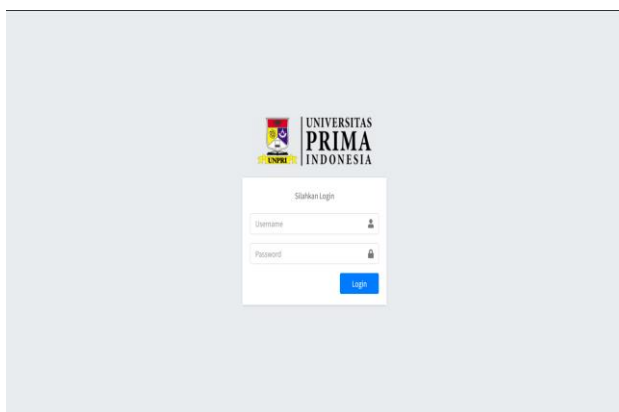 UNIVERSITAS
PRIMA
INDONESIA
UNPRI
Silahkan Login
Username
Password
Login